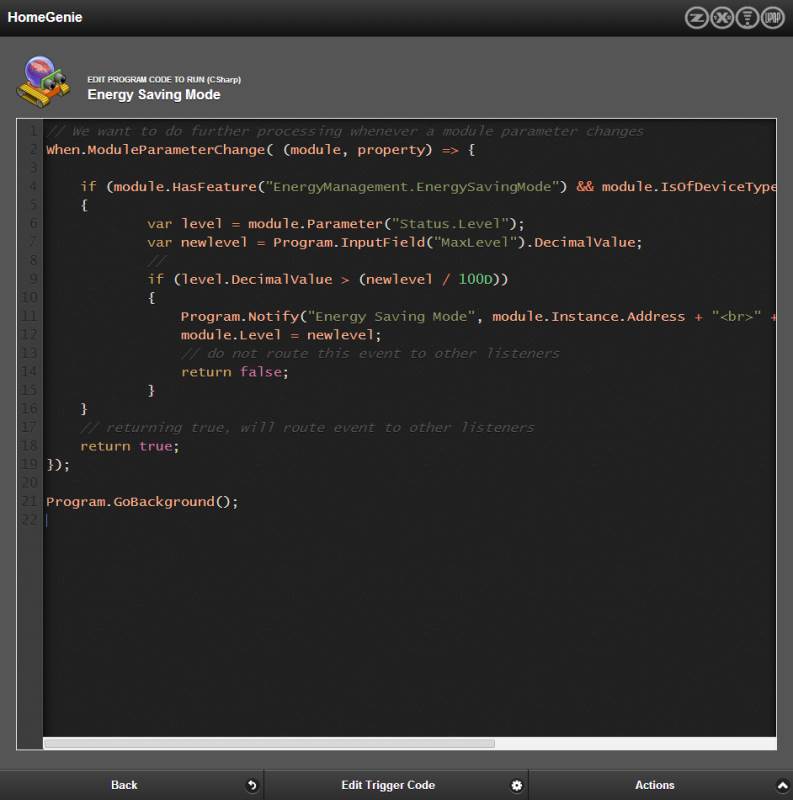 HomeGenie
EDIT PROGRAM CODE TO RUN (CSharp)
Energy Saving Mode
1 // We want to do further processing whenever a module parameter changes
2 When.ModuleParameterChange( (module, property) => {
3
4 if (module.HasFeature("EnergyManagement.EnergySavingMode") && module.IsOfDeviceType
5 {
6 var level = module.Parameter("Status.Level");
7 var newlevel = Program.InputField("MaxLevel").DecimalValue;
8 //
9 if (level.DecimalValue > (newlevel / 100D))
10 {
11 Program.Notify("Energy Saving Mode", module.Instance.Address + "<br>" +
12 module.Level = newlevel;
13 // do not route this event to other listeners
14 return false;
15 }
16 }
17 // returning true, will route event to other listeners
18 return true;
19 });
20
21 Program.GoBackground();
22
Back
Edit Trigger Code
Actions